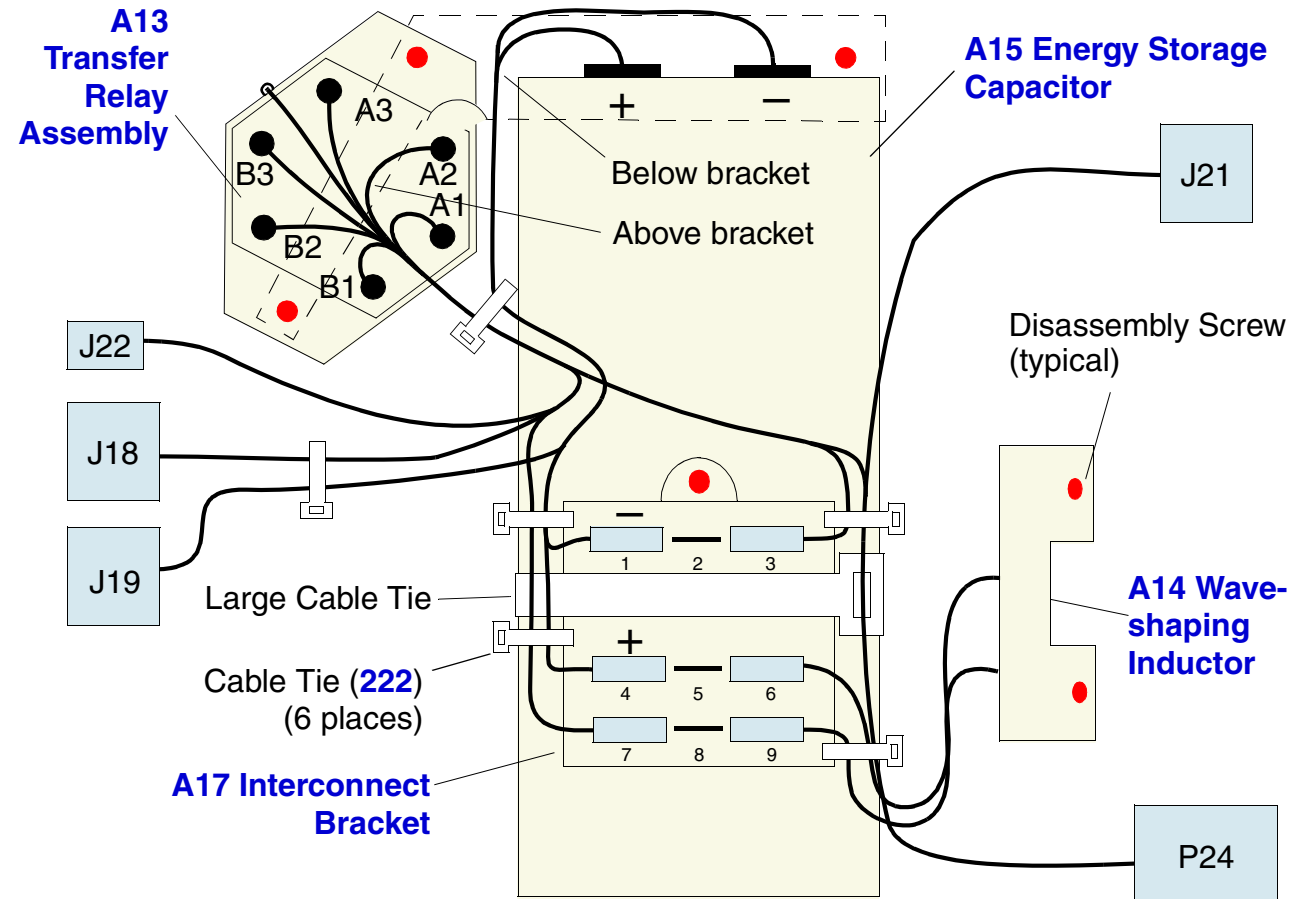 A13
Transfer
Relay
Assembly
A15 Energy Storage
Capacitor
+
−
A3
B3
A2
A1
B2
B1
Below bracket
Above bracket
J21
J22
J18
J19
Disassembly Screw
(typical)
−
1
2
3
Large Cable Tie
+
4
5
6
Cable Tie (222)
(6 places)
7
8
9
A14 Wave-
shaping
Inductor
A17 Interconnect
Bracket
P24